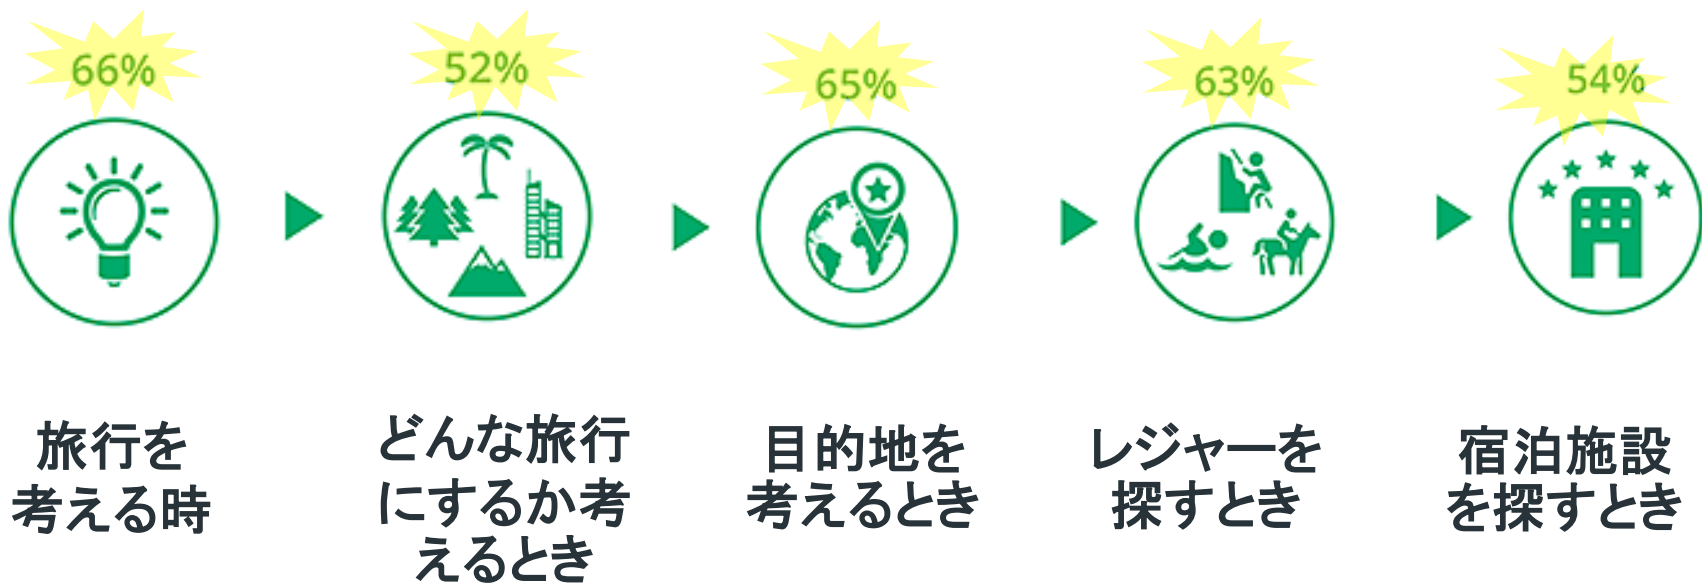 66%
52%
65%
63%
54%
旅行を
考える時
どんな旅行
にするか考
えるとき
目的地を
考えるとき
レジャーを
探すとき
宿泊施設
を探すとき